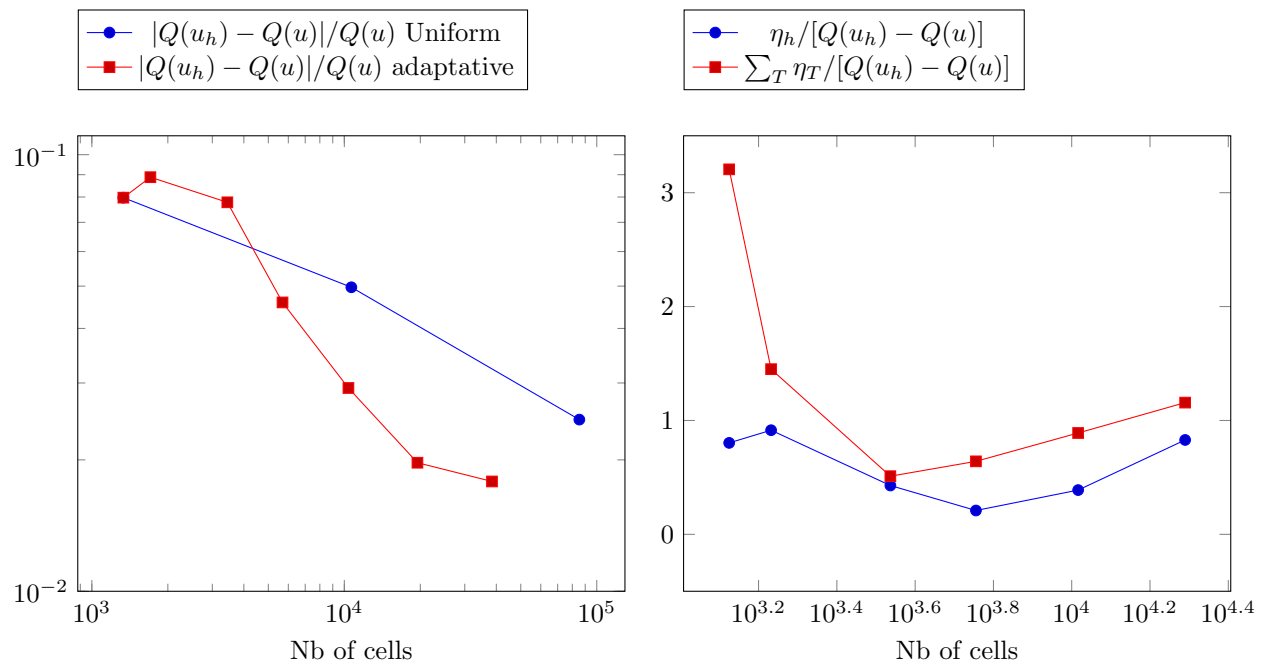 |Q(u_h) − Q(u)|/Q(u) Uniform
|Q(u_h) − Q(u)|/Q(u) adaptative
10^−1
10^−2
10^3
10^4
10^5
Nb of cells
η_h/[Q(u_h) − Q(u)]
∑_T η_T/[Q(u_h) − Q(u)]
3
2
1
0
10^3.2
10^3.4
10^3.6
10^3.8
10^4
10^4.2
10^4.4
Nb of cells